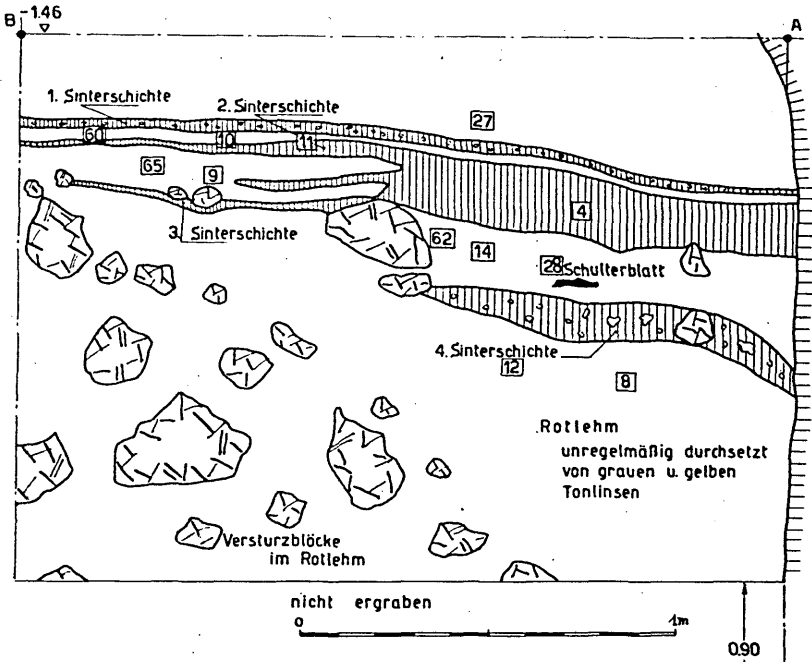 B -1.46 A
1. Sinterschichte
2. Sinterschichte
27
60
10
11
65
9
4
3. Sinterschichte
62
14
28 Schulterblatt
4. Sinterschichte
12
8
Rotlehm
unregelmäßig durchsetzt
von grauen u. gelben
Tonlinsen
Versturzblöcke
im Rotlehm
nicht ergraben
0 1m
0.90